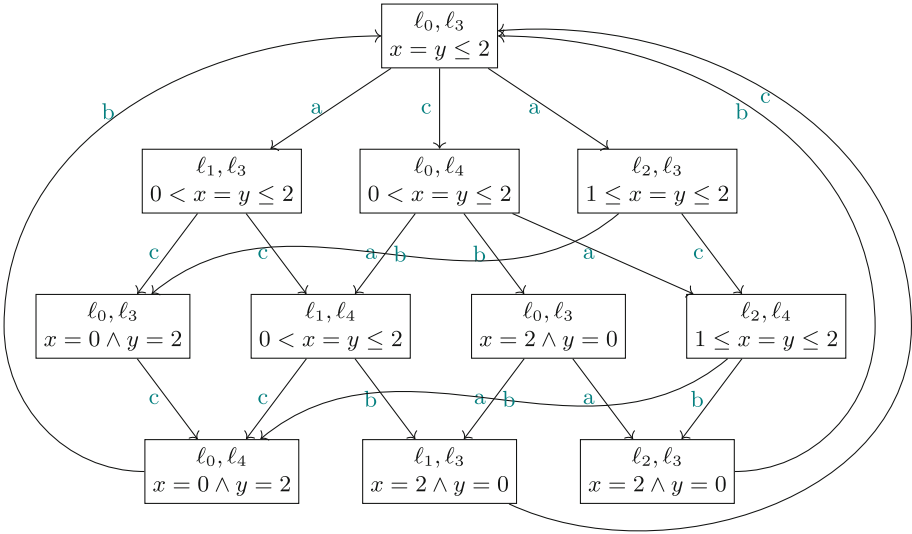 ℓ₀, ℓ₃
x = y ≤ 2
b
a
c
a
b
c
ℓ₁, ℓ₃
0 < x = y ≤ 2
ℓ₀, ℓ₄
0 < x = y ≤ 2
ℓ₂, ℓ₃
1 ≤ x = y ≤ 2
c
c
a
b
b
a
c
ℓ₀, ℓ₃
x = 0 ∧ y = 2
ℓ₁, ℓ₄
0 < x = y ≤ 2
ℓ₀, ℓ₃
x = 2 ∧ y = 0
ℓ₂, ℓ₄
1 ≤ x = y ≤ 2
c
c
b
a
b
a
b
ℓ₀, ℓ₄
x = 0 ∧ y = 2
ℓ₁, ℓ₃
x = 2 ∧ y = 0
ℓ₂, ℓ₃
x = 2 ∧ y = 0